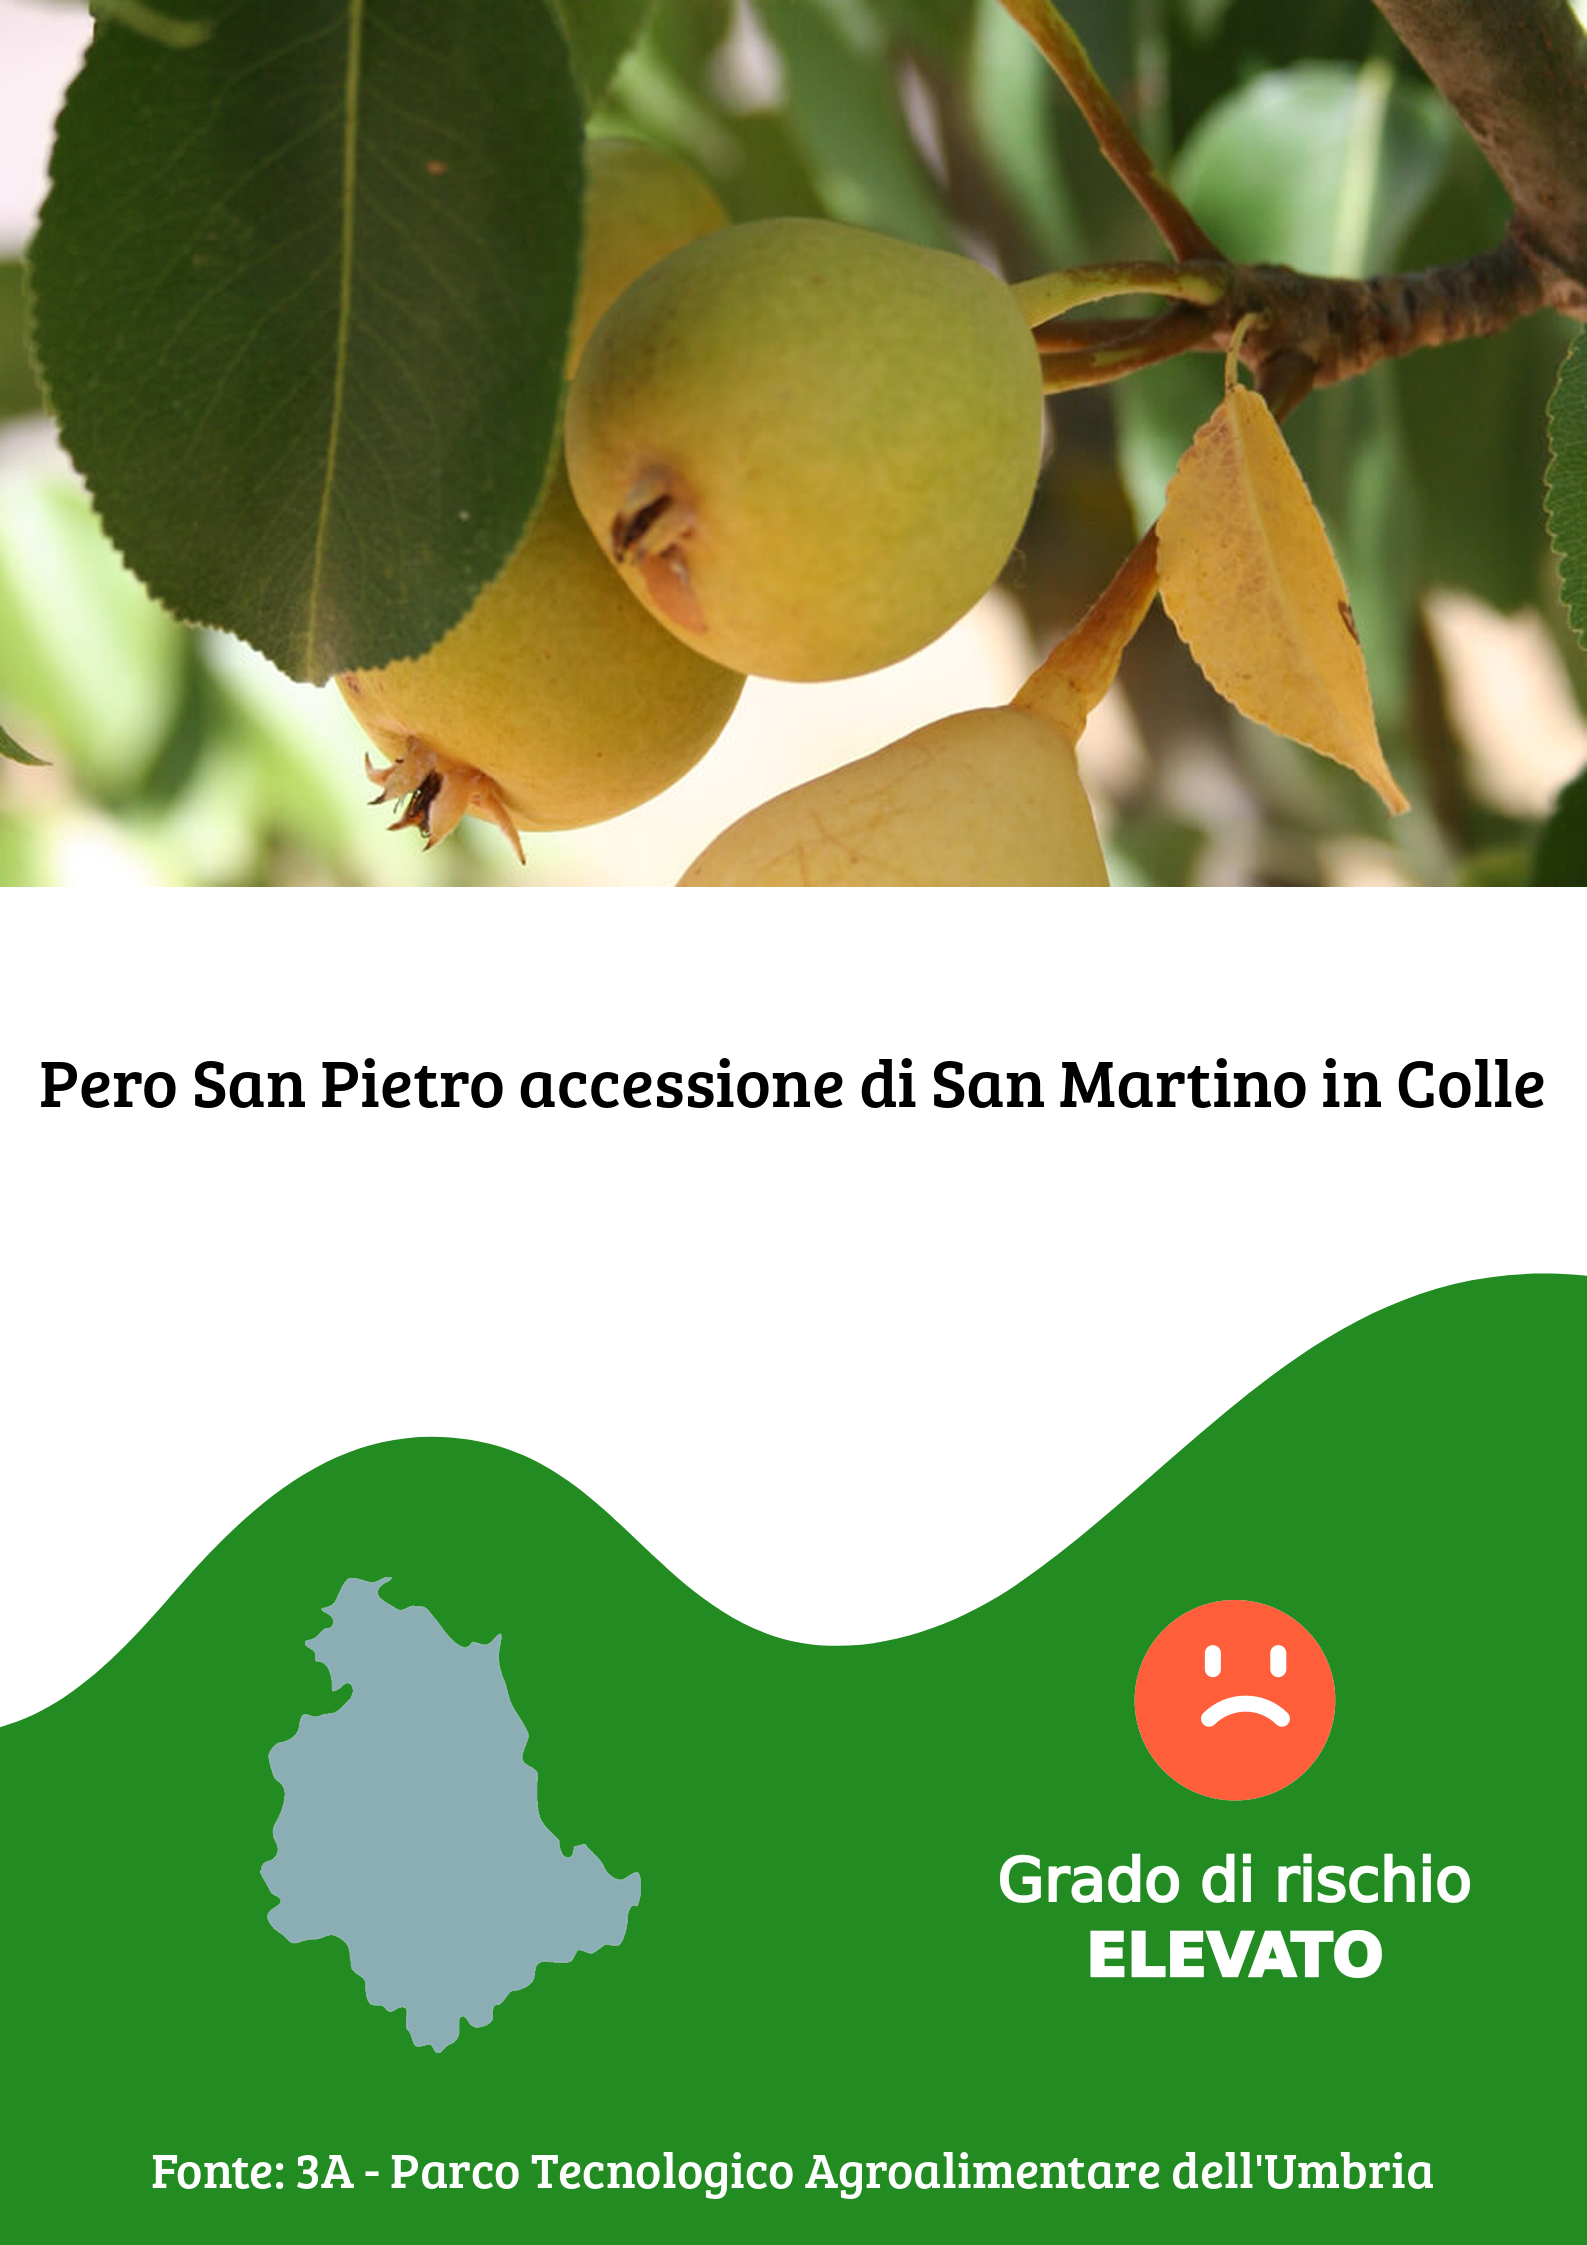 Pero San Pietro accessione di San Martino in Colle
Grado di rischio
ELEVATO
Fonte: 3A - Parco Tecnologico Agroalimentare dell'Umbria